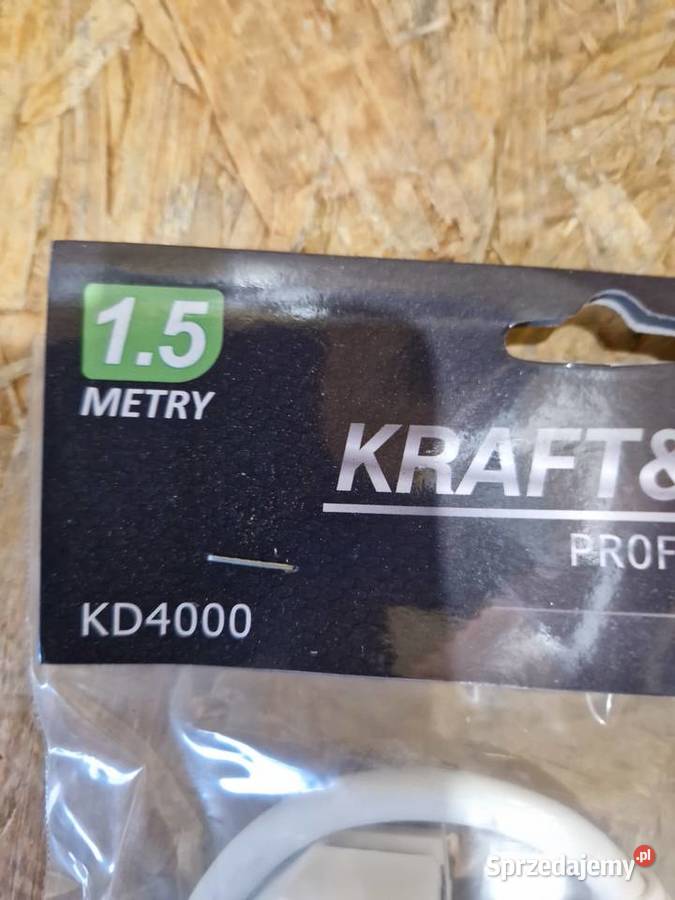 1.5
METRY
KRAFT&
PROF
KD4000
Sprzedajemy.pl